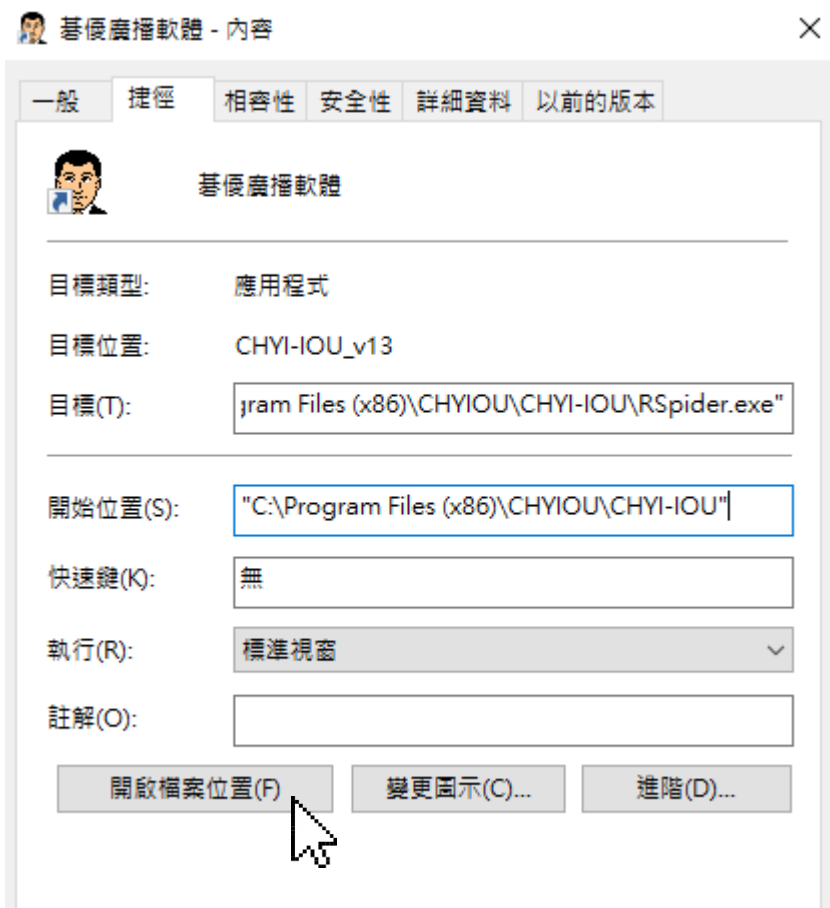 碁優廣播軟體 - 內容
一般 捷徑 相容性 安全性 詳細資料 以前的版本
碁優廣播軟體
目標類型: 應用程式
目標位置: CHYI-IOU_v13
目標(T): gram Files (x86)\CHYIOU\CHYI-IOU\RSpider.exe"
開始位置(S): "C:\Program Files (x86)\CHYIOU\CHYI-IOU"
快速鍵(K): 無
執行(R): 標準視窗
註解(O):
開啟檔案位置(F) 變更圖示(C)... 進階(D)...